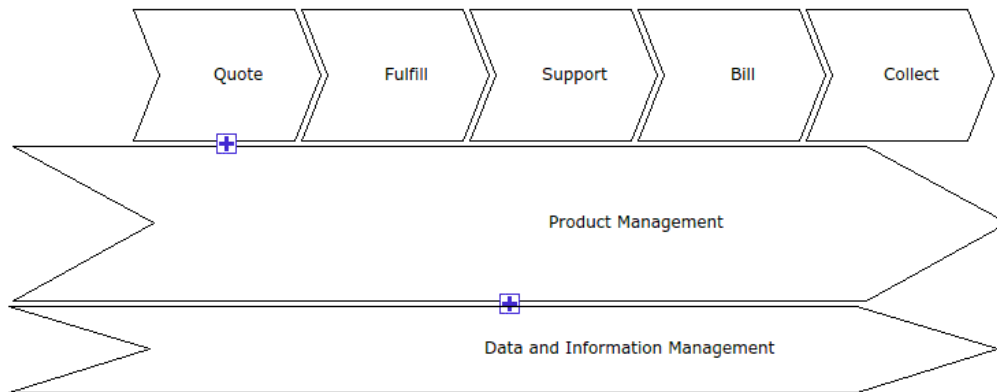 Quote
Fulfill
Support
Bill
Collect
Product Management
Data and Information Management